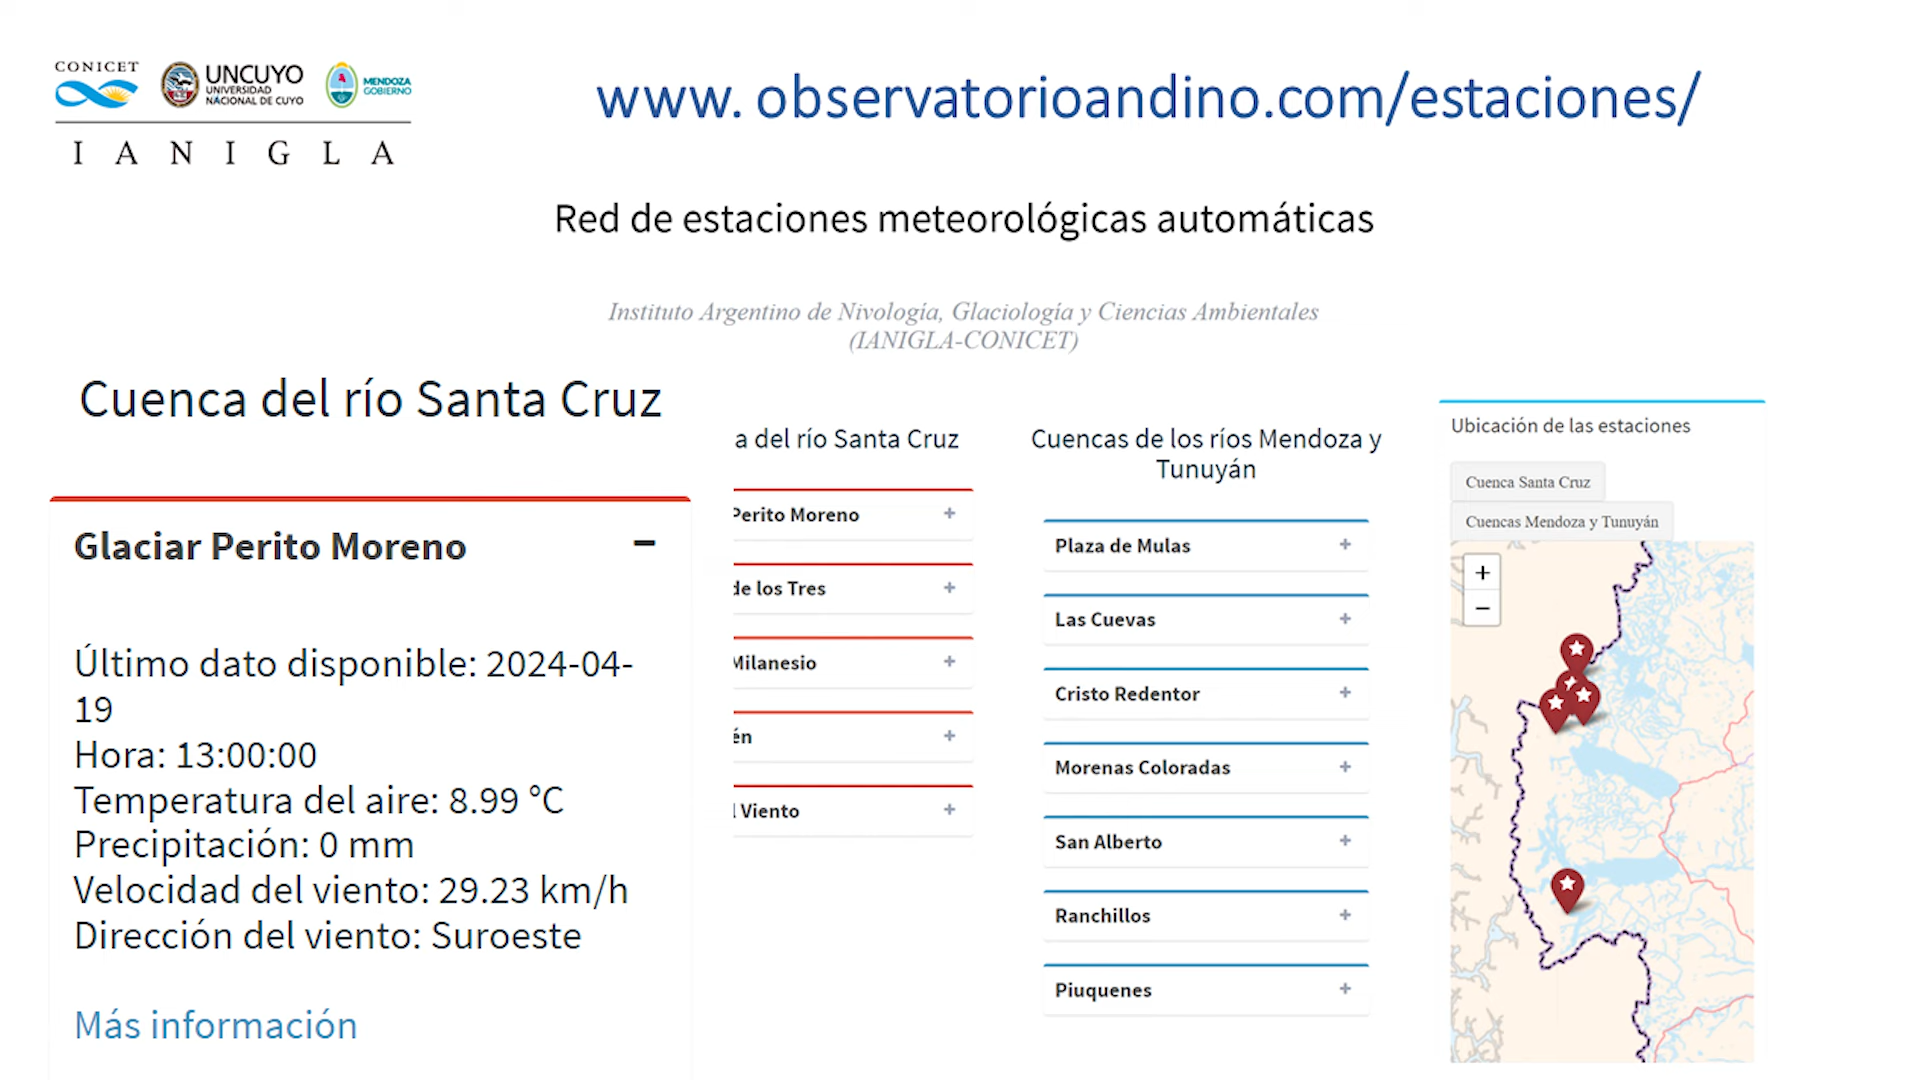 CONICET
UNCUYO
UNIVERSIDAD
NACIONAL DE CUYO
MENDOZA
GOBIERNO
IANIGLA
www. observatorioandino.com/estaciones/
Red de estaciones meteorológicas automáticas
Instituto Argentino de Nivología, Glaciología y Ciencias Ambientales
(IANIGLA-CONICET)
Cuenca del río Santa Cruz
Glaciar Perito Moreno −
Último dato disponible: 2024-04-
19
Hora: 13:00:00
Temperatura del aire: 8.99 °C
Precipitación: 0 mm
Velocidad del viento: 29.23 km/h
Dirección del viento: Suroeste
Más información
a del río Santa Cruz
Perito Moreno +
de los Tres +
Milanesio +
én +
l Viento +
Cuencas de los ríos Mendoza y
Tunuyán
Plaza de Mulas +
Las Cuevas +
Cristo Redentor +
Morenas Coloradas +
San Alberto +
Ranchillos +
Piuquenes +
Ubicación de las estaciones
Cuenca Santa Cruz
Cuencas Mendoza y Tunuyán
+
−